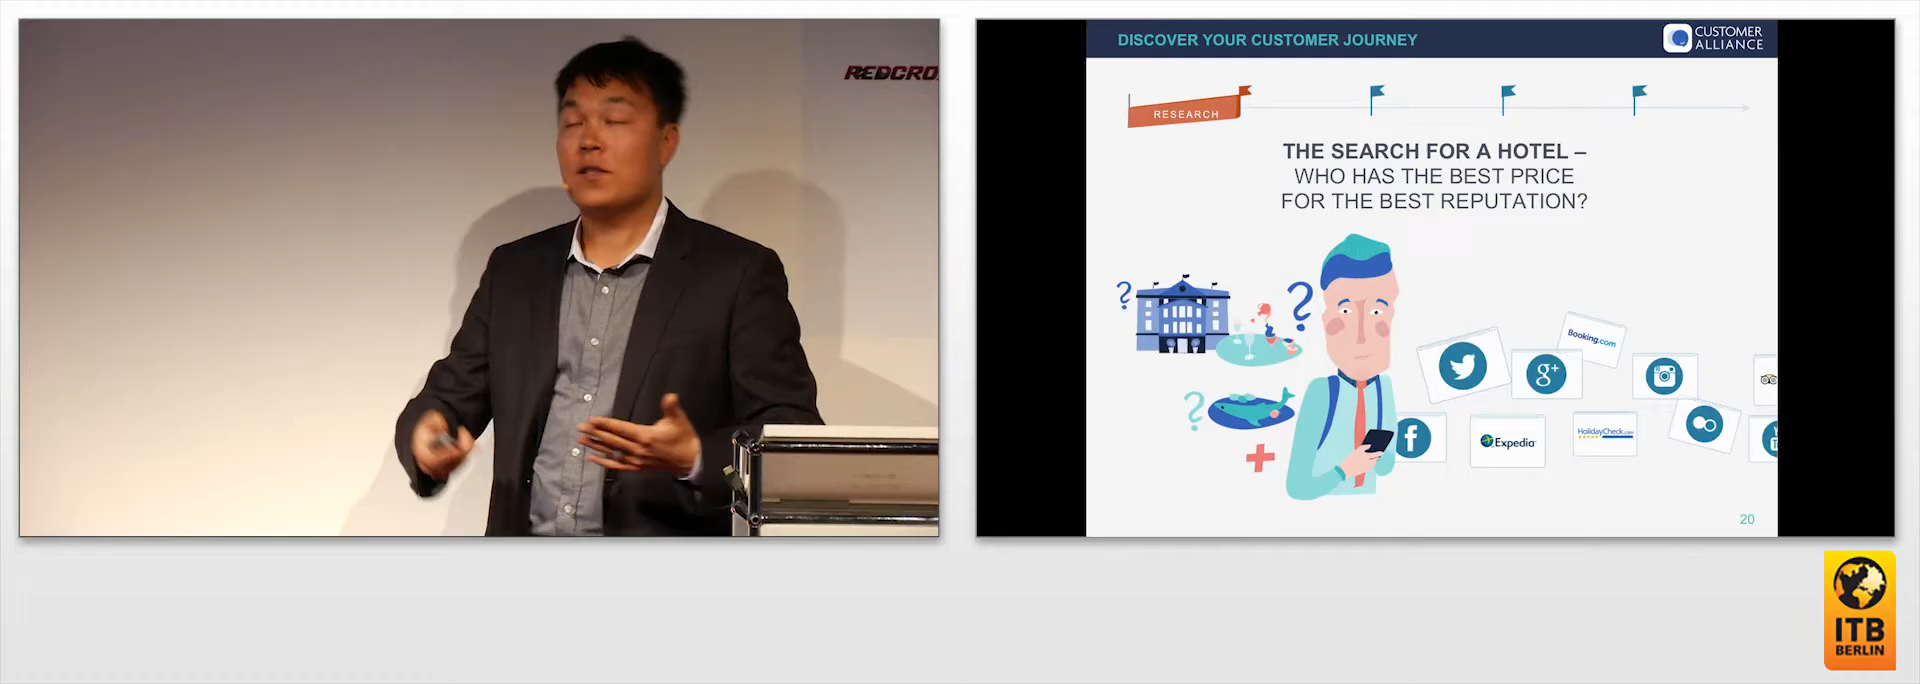 REDCRO
DISCOVER YOUR CUSTOMER JOURNEY
CUSTOMER
ALLIANCE
RESEARCH
THE SEARCH FOR A HOTEL –
WHO HAS THE BEST PRICE
FOR THE BEST REPUTATION?
?
?
?
Booking.com
g+
f
Expedia
HolidayCheck.com
20
ITB
BERLIN